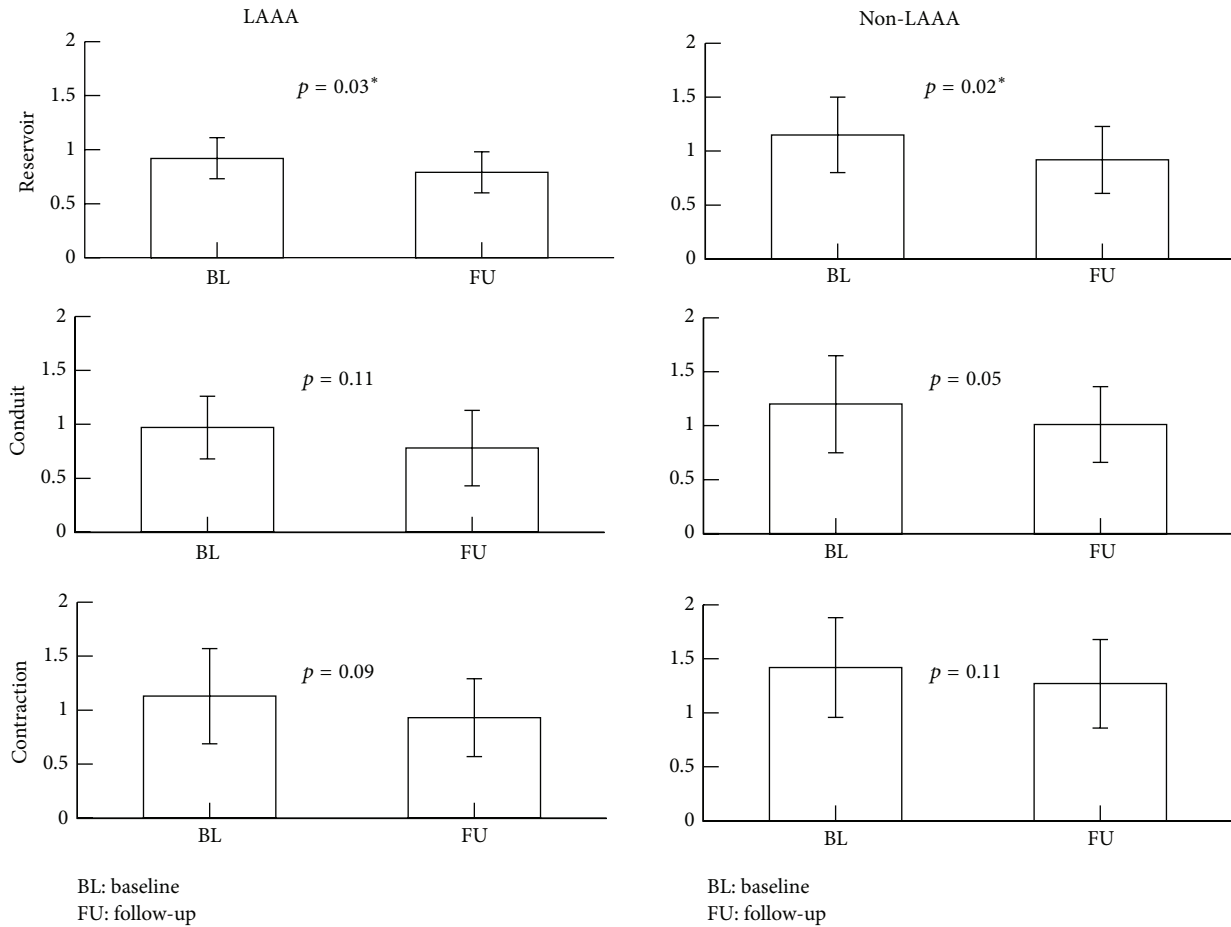 LAAA
Reservoir
2
1.5
1
0.5
0
p = 0.03*
BL
FU
Non-LAAA
2
1.5
1
0.5
0
p = 0.02*
BL
FU
Conduit
2
1.5
1
0.5
0
p = 0.11
BL
FU
2
1.5
1
0.5
0
p = 0.05
BL
FU
Contraction
2
1.5
1
0.5
0
p = 0.09
BL
FU
2
1.5
1
0.5
0
p = 0.11
BL
FU
BL: baseline
FU: follow-up
BL: baseline
FU: follow-up